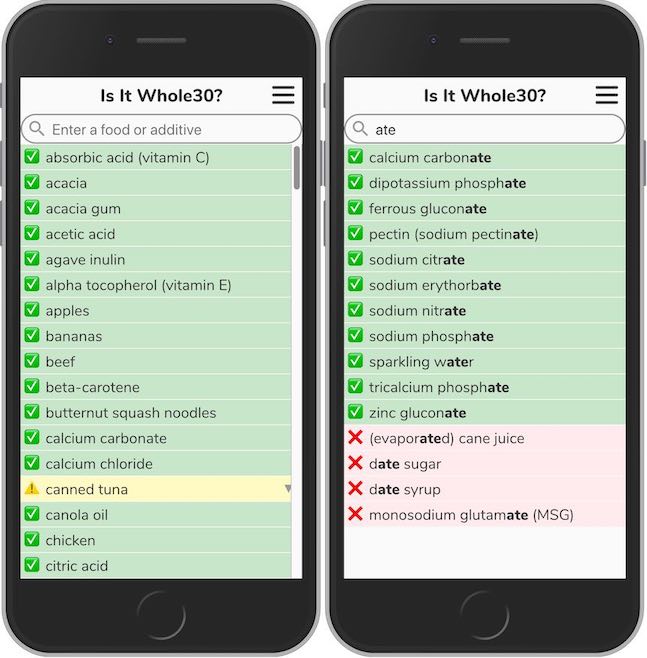 Is It Whole30?
Enter a food or additive
absorbic acid (vitamin C)
acacia
acacia gum
acetic acid
agave inulin
alpha tocopherol (vitamin E)
apples
bananas
beef
beta-carotene
butternut squash noodles
calcium carbonate
calcium chloride
canned tuna
canola oil
chicken
citric acid
Is It Whole30?
ate
calcium carbonate
dipotassium phosphate
ferrous gluconate
pectin (sodium pectinate)
sodium citrate
sodium erythorbate
sodium nitrate
sodium phosphate
sparkling water
tricalcium phosphate
zinc gluconate
(evaporated) cane juice
date sugar
date syrup
monosodium glutamate (MSG)